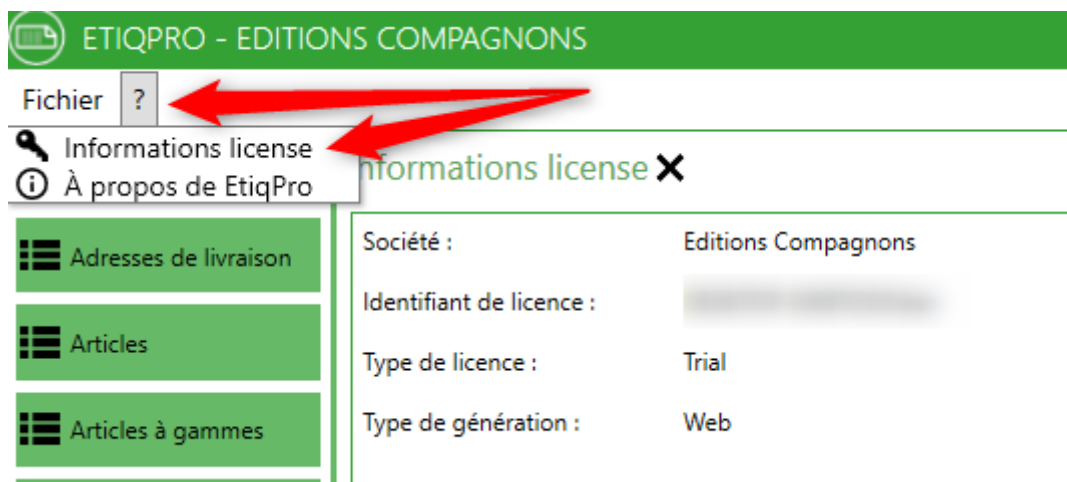 ETIQPRO - EDITIONS COMPAGNONS
Fichier ?
Informations license
À propos de EtiqPro
nformations license
Adresses de livraison
Articles
Articles à gammes
Société : Editions Compagnons
Identifiant de licence :
Type de licence : Trial
Type de génération : Web